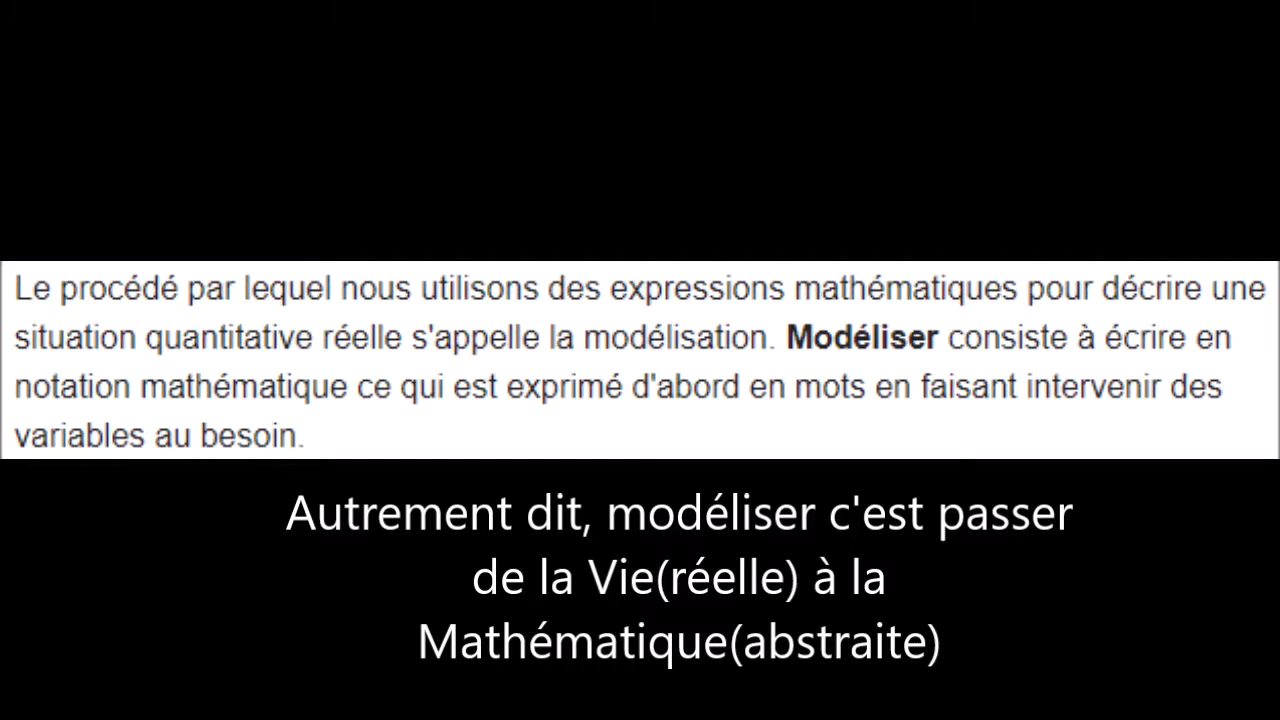 Le procédé par lequel nous utilisons des expressions mathématiques pour décrire une
situation quantitative réelle s'appelle la modélisation. Modéliser consiste à écrire en
notation mathématique ce qui est exprimé d'abord en mots en faisant intervenir des
variables au besoin.
Autrement dit, modéliser c'est passer
de la Vie(réelle) à la
Mathématique(abstraite)